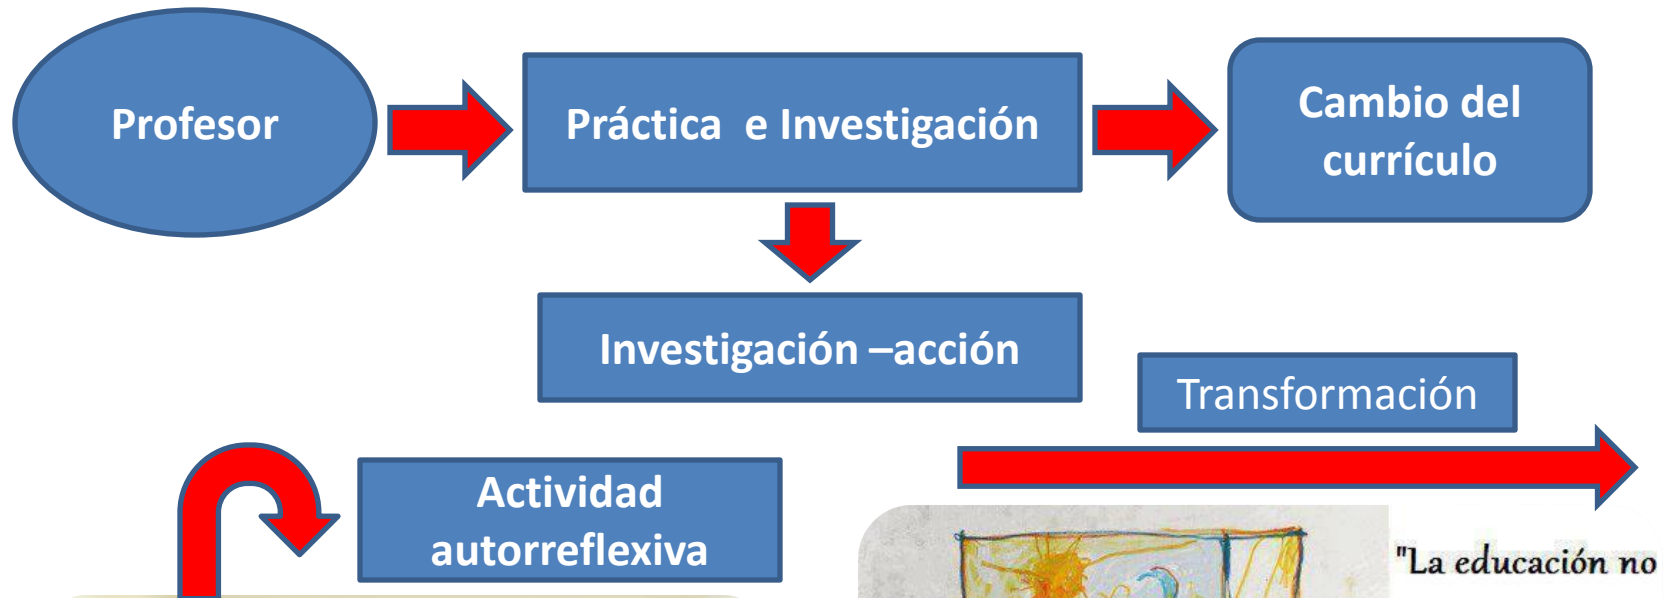 Profesor
Práctica e Investigación
Cambio del
currículo
Investigación –acción
Transformación
Actividad
autorreflexiva
"La educación no